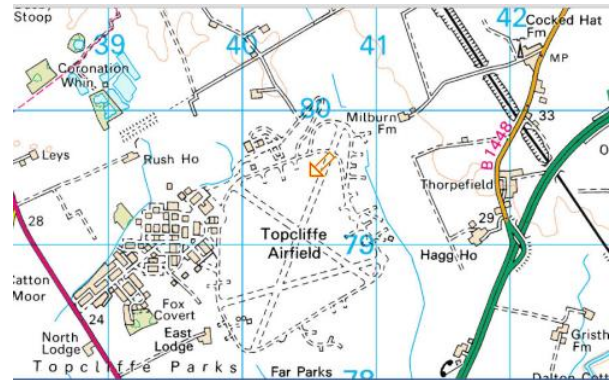 Stoop
39
40
41
42
Cocked Hat
Fm
MP
Coronation
Whin
80
Milburn
Fm
33
B1448
Leys
Rush Ho
Thorpefield
28
29
Topcliffe
Airfield
79
Hagg Ho
Catton
Moor
24
Fox
Covert
North
Lodge
East
Lodge
Topcliffe Parks
Far Parks
78
Fm
Dalton